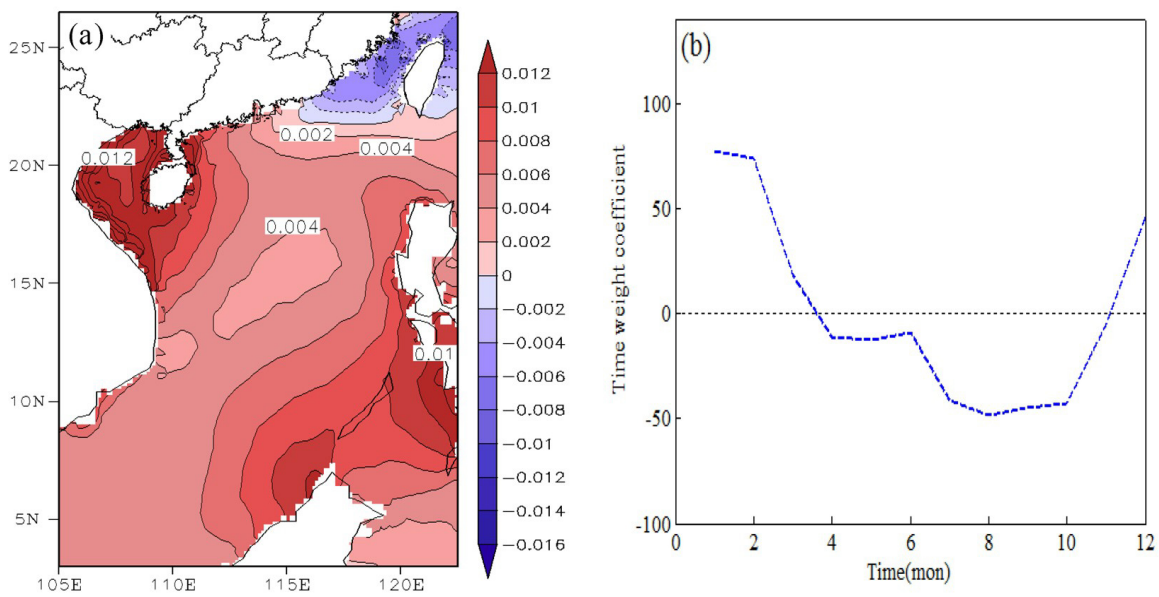 (a)
25N
20N
15N
10N
5N
105E 110E 115E 120E
0.002
0.004
0.012
0.004
0.01
0.012
0.01
0.008
0.006
0.004
0.002
0
−0.002
−0.004
−0.006
−0.008
−0.01
−0.012
−0.014
−0.016
(b)
Time weight coefficient
100
50
0
-50
-100
0 2 4 6 8 10 12
Time(mon)